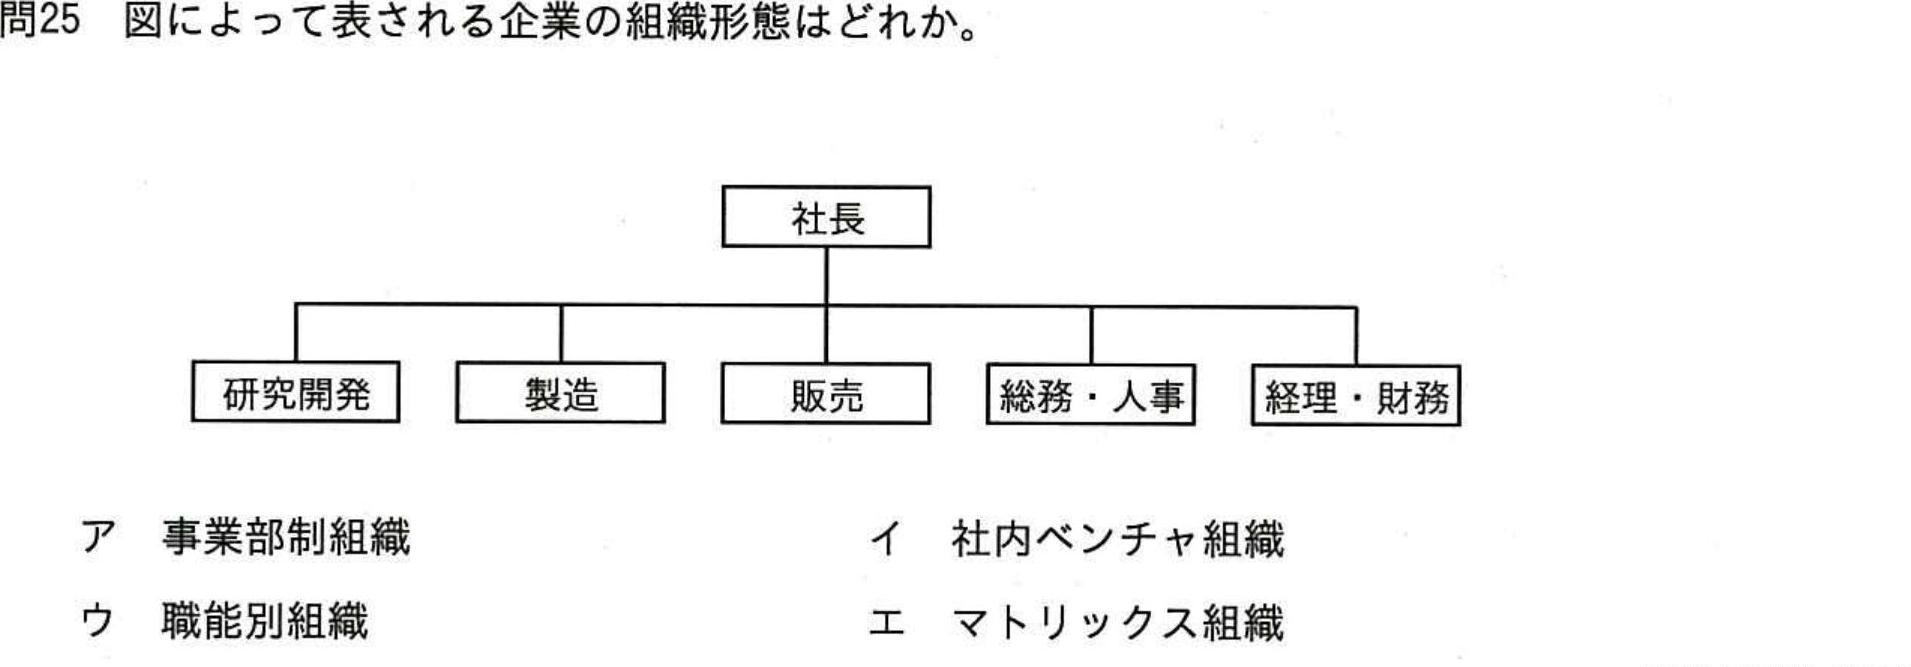 問25 図によって表される企業の組織形態はどれか。
社長
研究開発 製造 販売 総務・人事 経理・財務
ア 事業部制組織 イ 社内ベンチャ組織
ウ 職能別組織 エ マトリックス組織